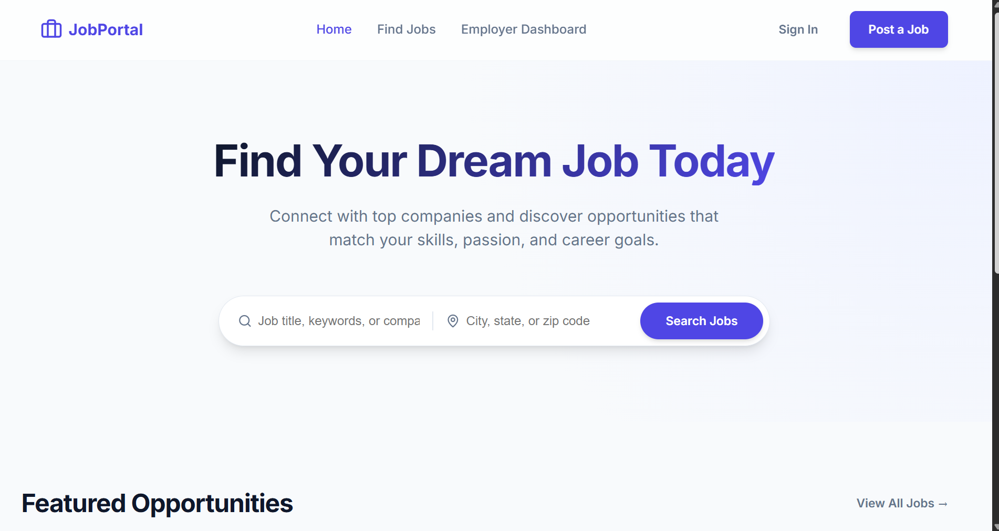 JobPortal
Home
Find Jobs
Employer Dashboard
Sign In
Post a Job
Find Your Dream Job Today
Connect with top companies and discover opportunities that
match your skills, passion, and career goals.
Job title, keywords, or compa
City, state, or zip code
Search Jobs
Featured Opportunities
View All Jobs →